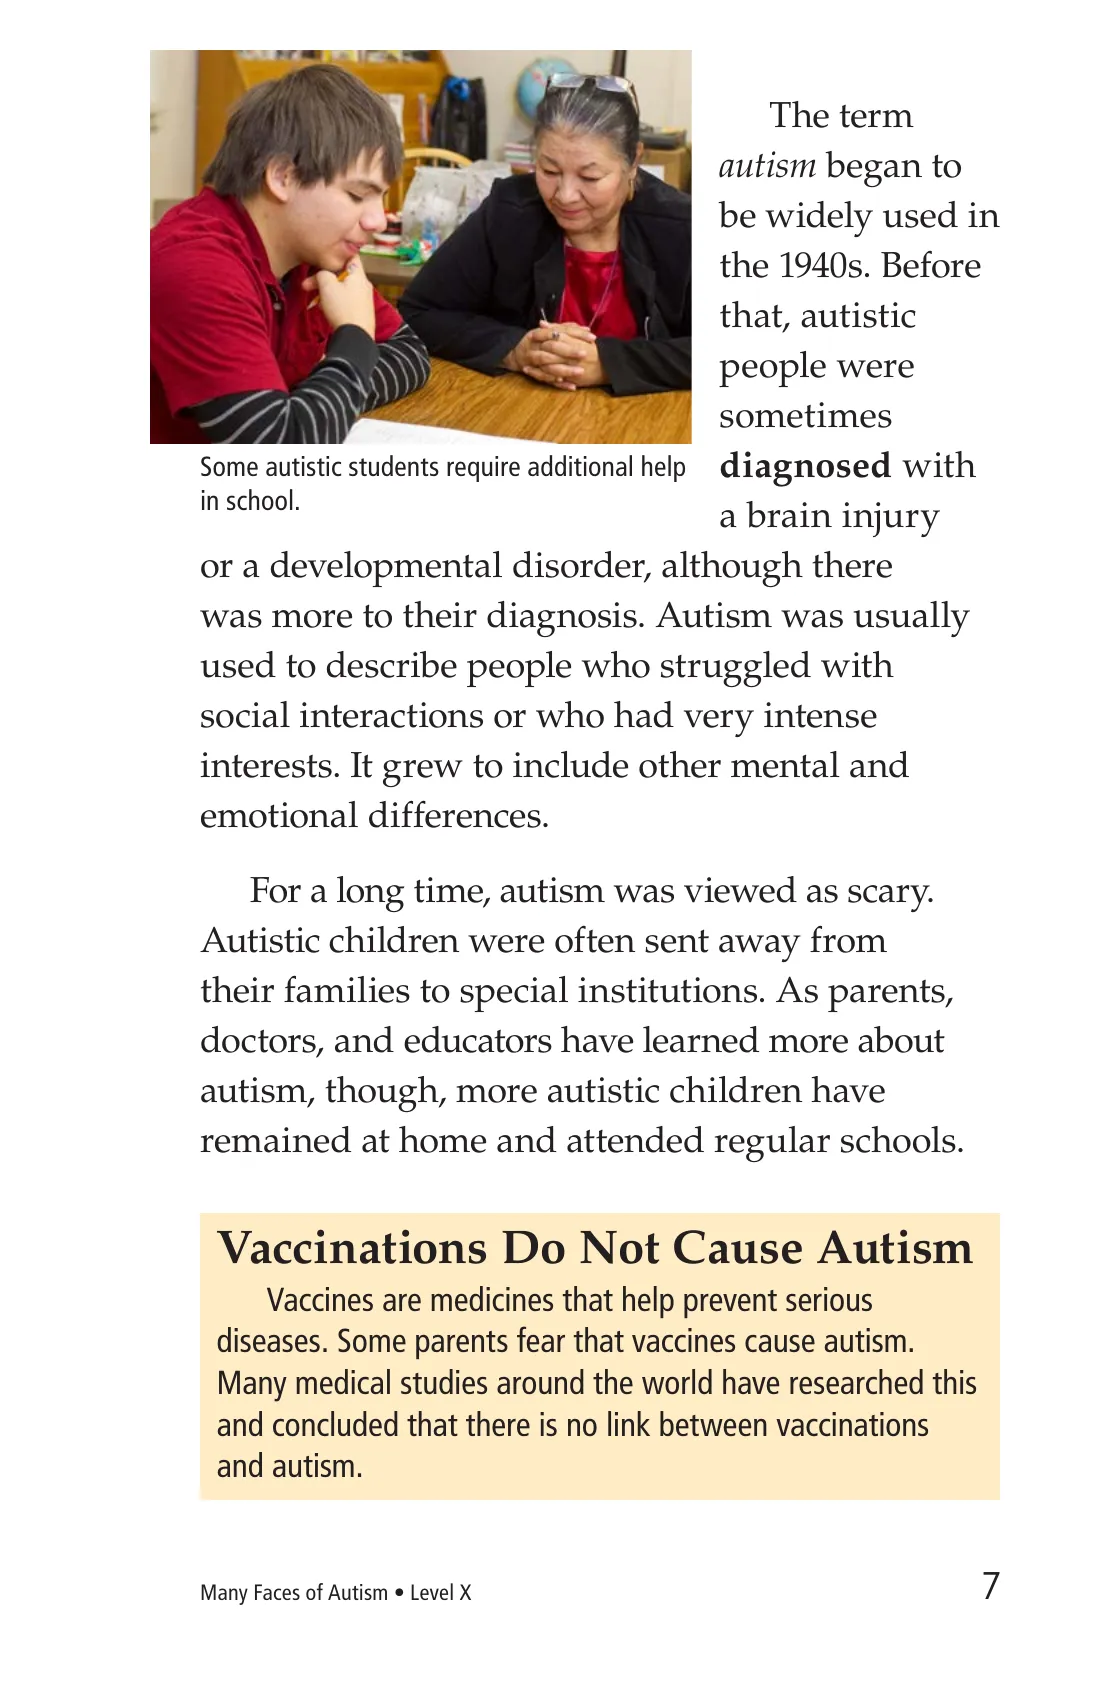 The term
autism began to
be widely used in
the 1940s. Before
that, autistic
people were
sometimes
diagnosed with
a brain injury
Some autistic students require additional help
in school.
or a developmental disorder, although there
was more to their diagnosis. Autism was usually
used to describe people who struggled with
social interactions or who had very intense
interests. It grew to include other mental and
emotional differences.
For a long time, autism was viewed as scary.
Autistic children were often sent away from
their families to special institutions. As parents,
doctors, and educators have learned more about
autism, though, more autistic children have
remained at home and attended regular schools.
Vaccinations Do Not Cause Autism
Vaccines are medicines that help prevent serious
diseases. Some parents fear that vaccines cause autism.
Many medical studies around the world have researched this
and concluded that there is no link between vaccinations
and autism.
Many Faces of Autism • Level X
7